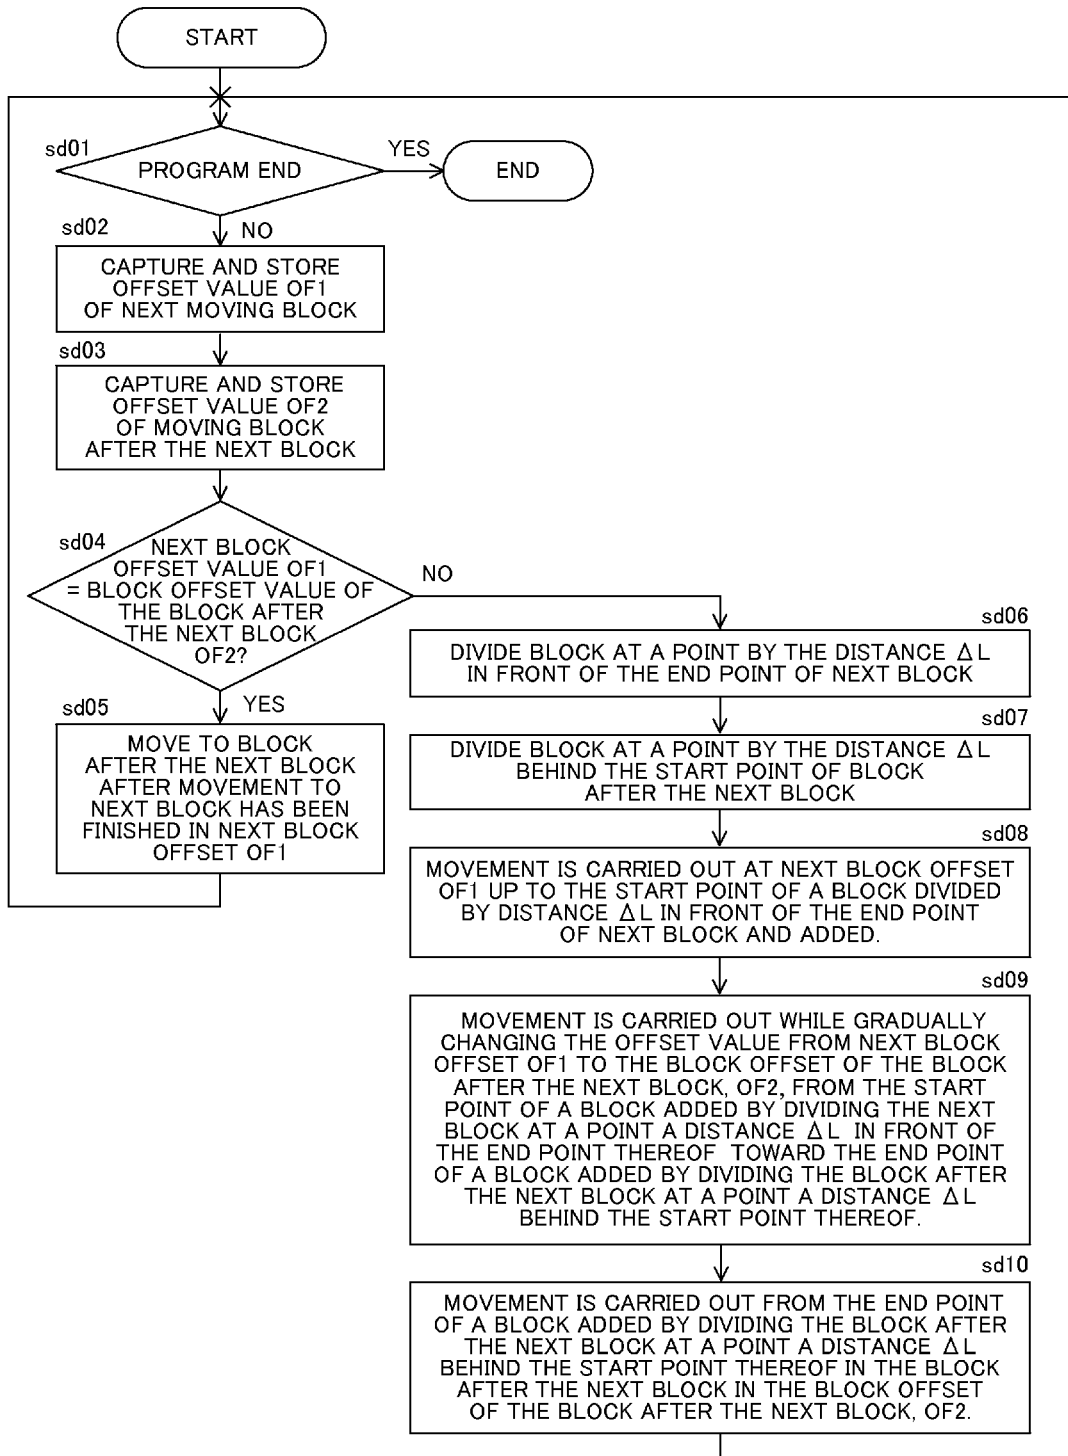 START
sd01
PROGRAM END
YES
END
sd02
NO
CAPTURE AND STORE
OFFSET VALUE OF1
OF NEXT MOVING BLOCK
sd03
CAPTURE AND STORE
OFFSET VALUE OF2
OF MOVING BLOCK
AFTER THE NEXT BLOCK
sd04
NEXT BLOCK
OFFSET VALUE OF1
= BLOCK OFFSET VALUE OF
THE BLOCK AFTER
THE NEXT BLOCK
OF2?
NO
YES
sd05
MOVE TO BLOCK
AFTER THE NEXT BLOCK
AFTER MOVEMENT TO
NEXT BLOCK HAS BEEN
FINISHED IN NEXT BLOCK
OFFSET OF1
sd06
DIVIDE BLOCK AT A POINT BY THE DISTANCE ΔL
IN FRONT OF THE END POINT OF NEXT BLOCK
sd07
DIVIDE BLOCK AT A POINT BY THE DISTANCE ΔL
BEHIND THE START POINT OF BLOCK
AFTER THE NEXT BLOCK
sd08
MOVEMENT IS CARRIED OUT AT NEXT BLOCK OFFSET
OF1 UP TO THE START POINT OF A BLOCK DIVIDED
BY DISTANCE ΔL IN FRONT OF THE END POINT
OF NEXT BLOCK AND ADDED.
sd09
MOVEMENT IS CARRIED OUT WHILE GRADUALLY
CHANGING THE OFFSET VALUE FROM NEXT BLOCK
OFFSET OF1 TO THE BLOCK OFFSET OF THE BLOCK
AFTER THE NEXT BLOCK, OF2, FROM THE START
POINT OF A BLOCK ADDED BY DIVIDING THE NEXT
BLOCK AT A POINT A DISTANCE ΔL IN FRONT OF
THE END POINT THEREOF TOWARD THE END POINT
OF A BLOCK ADDED BY DIVIDING THE BLOCK AFTER
THE NEXT BLOCK AT A POINT A DISTANCE ΔL
BEHIND THE START POINT THEREOF.
sd10
MOVEMENT IS CARRIED OUT FROM THE END POINT
OF A BLOCK ADDED BY DIVIDING THE BLOCK AFTER
THE NEXT BLOCK AT A POINT A DISTANCE ΔL
BEHIND THE START POINT THEREOF IN THE BLOCK
AFTER THE NEXT BLOCK IN THE BLOCK OFFSET
OF THE BLOCK AFTER THE NEXT BLOCK, OF2.